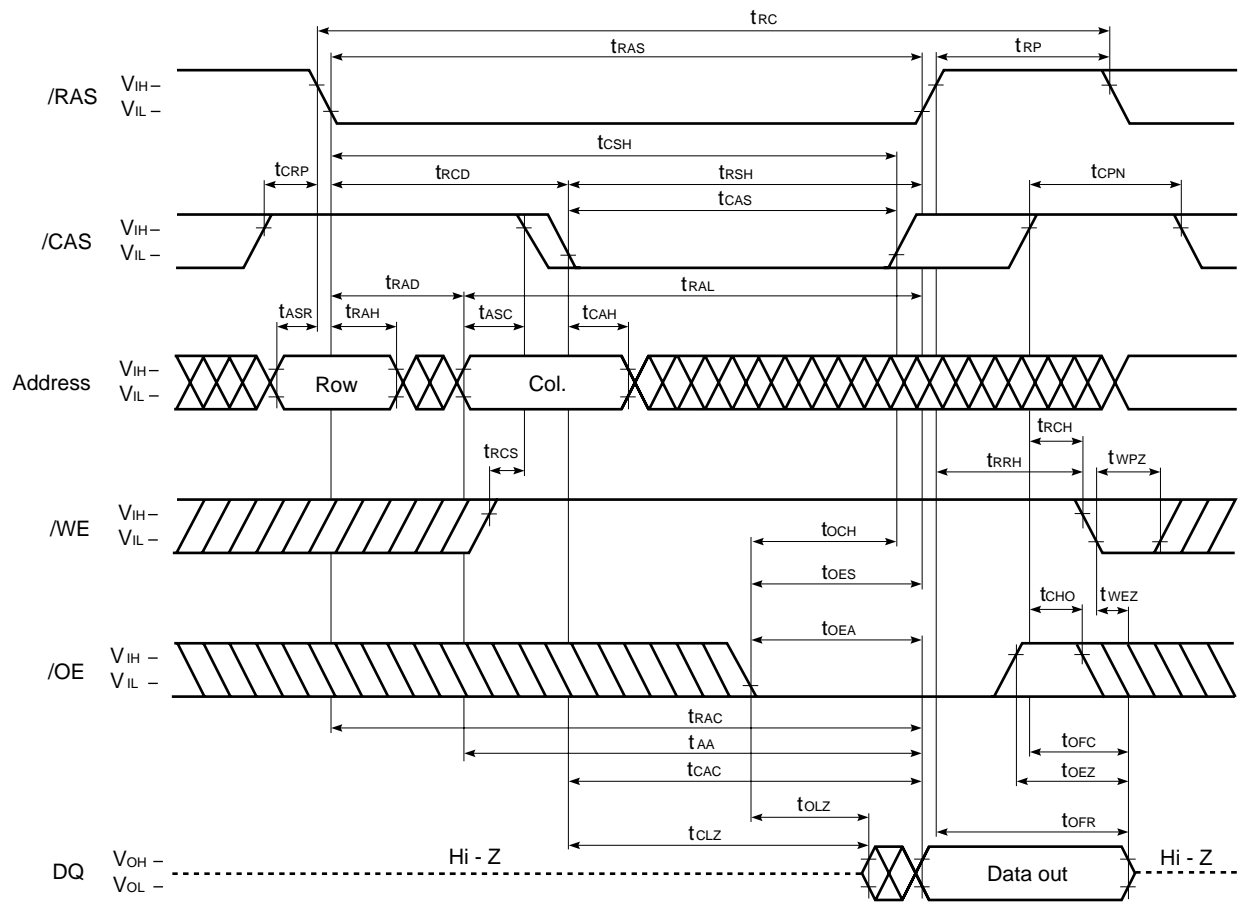 tRC
tRAS tRP
/RAS VIH –
VIL –
tCSH
tCRP tRCD tRSH tCPN
tCAS
/CAS VIH –
VIL –
tRAD tRAL
tASR tRAH tASC tCAH
Address VIH –
VIL –
Row Col.
tRCH
tRCS tRRH tWPZ
/WE VIH –
VIL –
tOCH
tOES
tCHO tWEZ
tOEA
/OE VIH –
VIL –
tRAC
tAA tOFC
tCAC tOEZ
tOLZ
tCLZ tOFR
DQ VOH –
VOL –
Hi - Z Data out Hi - Z